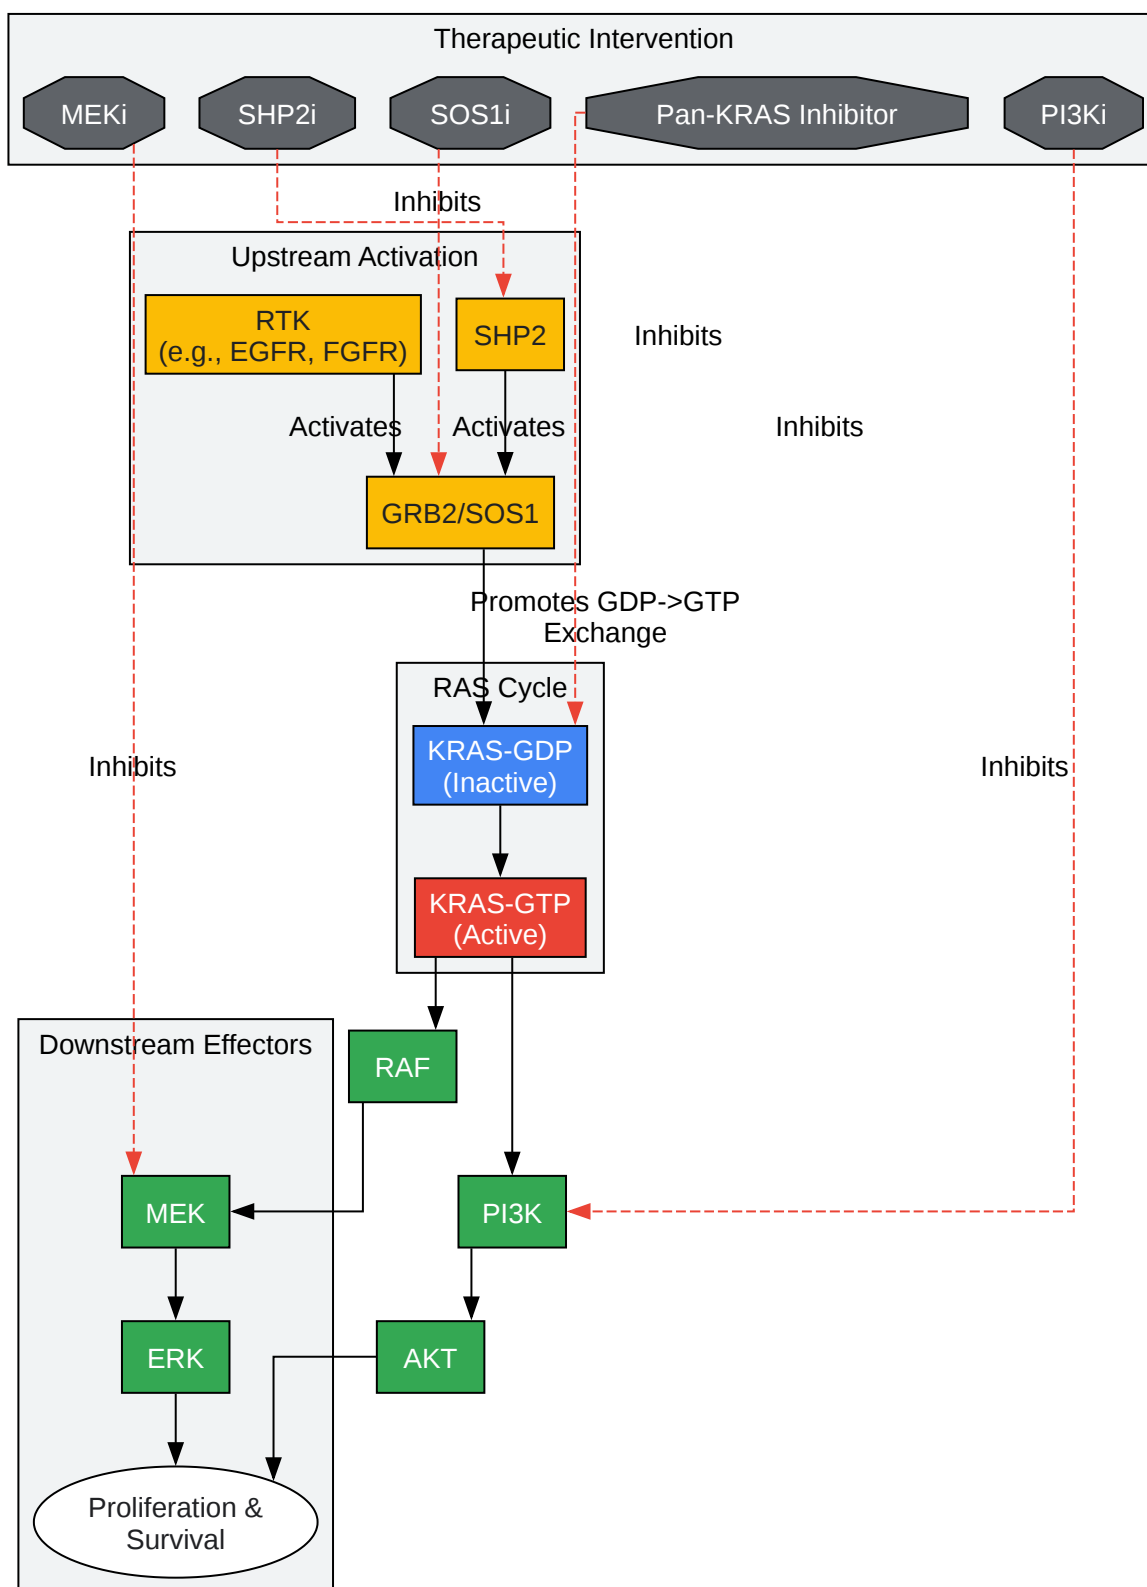 Therapeutic Intervention
MEKi
SHP2i
SOS1i
Pan-KRAS Inhibitor
PI3Ki
Inhibits
Upstream Activation
RTK
(e.g., EGFR, FGFR)
SHP2
Inhibits
Activates
Activates
Inhibits
GRB2/SOS1
Promotes GDP->GTP
Exchange
RAS Cycle
KRAS-GDP
(Inactive)
Inhibits
Inhibits
KRAS-GTP
(Active)
Downstream Effectors
RAF
MEK
PI3K
ERK
AKT
Proliferation &
Survival